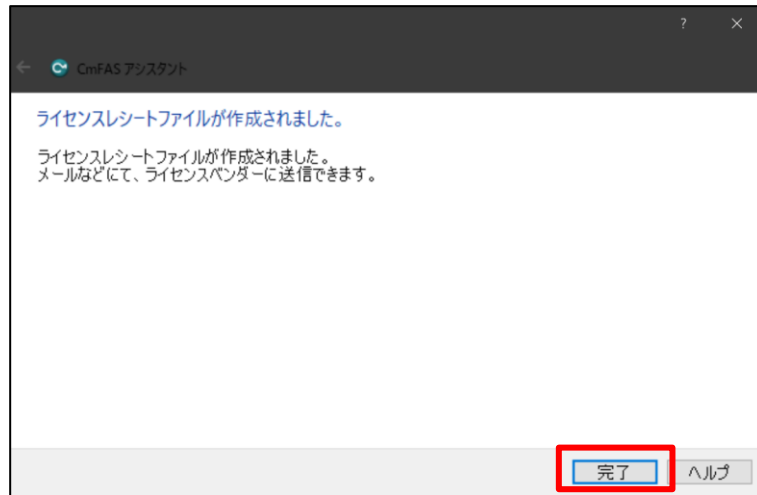 CmFAS アシスタント
ライセンスレシートファイルが作成されました。
ライセンスレシートファイルが作成されました。
メールなどにて、ライセンスベンダーに送信できます。
完了
ヘルプ